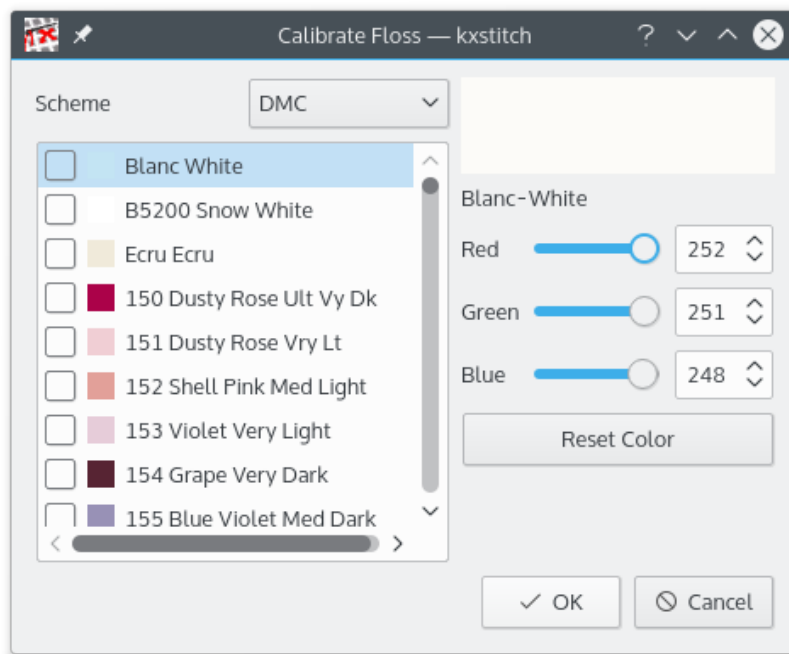 Calibrate Floss — kxstitch
Scheme DMC
Blanc White
B5200 Snow White
Ecru Ecru
150 Dusty Rose Ult Vy Dk
151 Dusty Rose Vry Lt
152 Shell Pink Med Light
153 Violet Very Light
154 Grape Very Dark
155 Blue Violet Med Dark
Blanc-White
Red 252
Green 251
Blue 248
Reset Color
OK Cancel